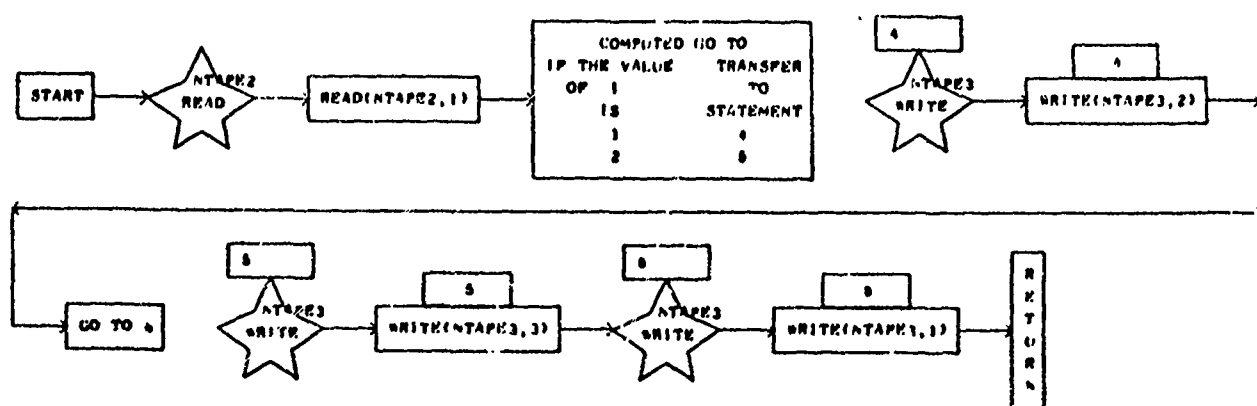 START
NTAPE2
READ
READ(NTAPE2,1)
COMPUTED GO TO
IF THE VALUE TRANSFER
OF I TO
IS STATEMENT
1 4
2 5
4
NTAPE3
WRITE
4
WRITE(NTAPE3,2)
GO TO
5
NTAPE3
WRITE
5
WRITE(NTAPE3,3)
NTAPE3
WRITE
RETURN